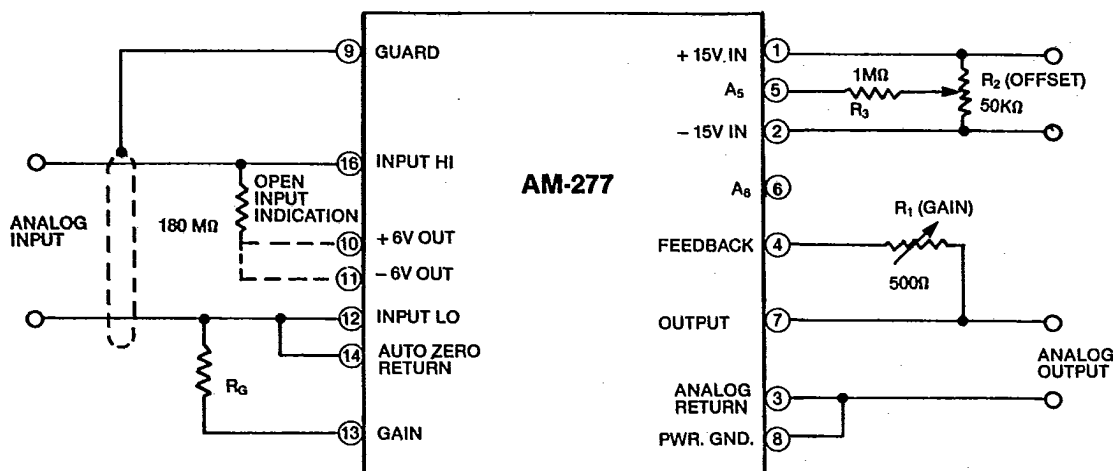 9 GUARD
16 INPUT HI
OPEN
INPUT
INDICATION
180 MΩ
ANALOG
INPUT
10 + 6V OUT
11 – 6V OUT
12 INPUT LO
14 AUTO ZERO
RETURN
RG
13 GAIN
AM-277
+ 15V IN 1
A5 5
1MΩ
R3
R2 (OFFSET)
50KΩ
– 15V IN 2
A6 6
R1 (GAIN)
FEEDBACK 4
500Ω
OUTPUT 7
ANALOG
OUTPUT
ANALOG
RETURN 3
PWR. GND. 8